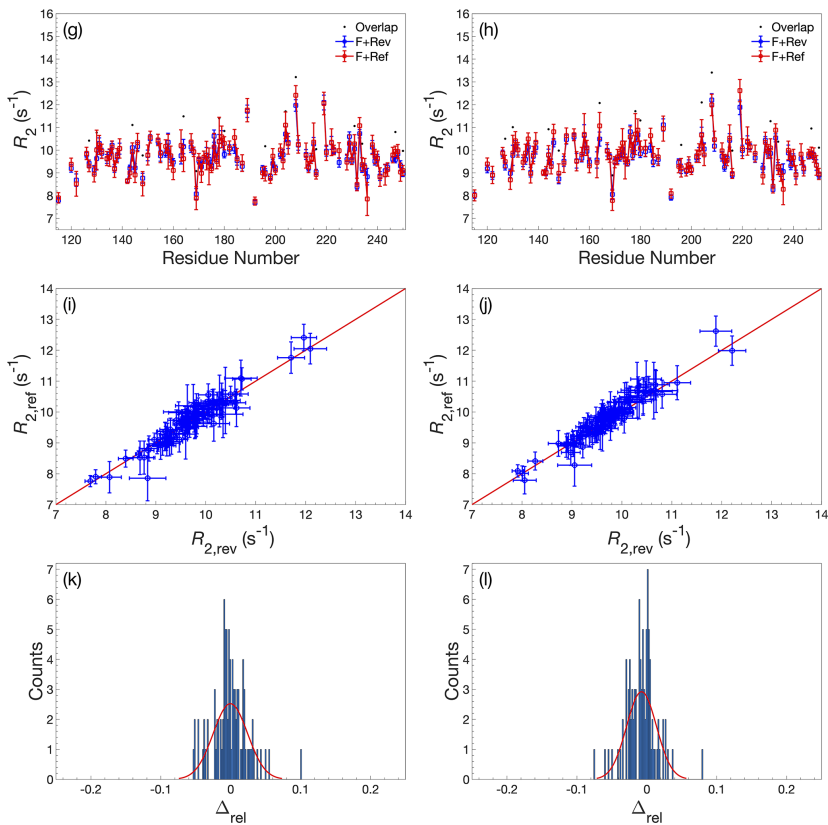 (g)
16
15
14
13
12
11
10
9
8
7
R2 (s-1)
Overlap
F+Rev
F+Ref
120 140 160 180 200 220 240
Residue Number
(h)
16
15
14
13
12
11
10
9
8
7
R2 (s-1)
Overlap
F+Rev
F+Ref
120 140 160 180 200 220 240
Residue Number
(i)
14
13
12
11
10
9
8
7
R2,ref (s-1)
7 8 9 10 11 12 13 14
R2,rev (s-1)
(j)
14
13
12
11
10
9
8
7
R2,ref (s-1)
7 8 9 10 11 12 13 14
R2,rev (s-1)
(k)
7
6
5
4
3
2
1
0
Counts
-0.2 -0.1 0 0.1 0.2
Δrel
(l)
7
6
5
4
3
2
1
0
Counts
-0.2 -0.1 0 0.1 0.2
Δrel